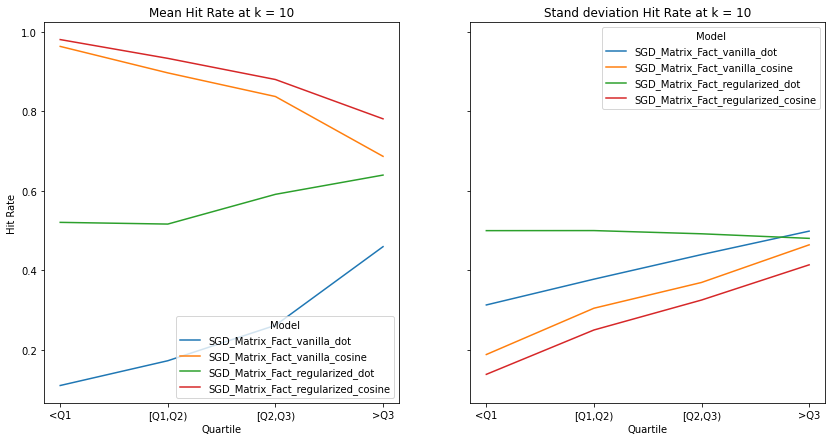 Mean Hit Rate at k = 10
Hit Rate
1.0
0.8
0.6
0.4
0.2
<Q1
[Q1,Q2)
[Q2,Q3)
>Q3
Quartile
Model
SGD_Matrix_Fact_vanilla_dot
SGD_Matrix_Fact_vanilla_cosine
SGD_Matrix_Fact_regularized_dot
SGD_Matrix_Fact_regularized_cosine
Stand deviation Hit Rate at k = 10
Model
SGD_Matrix_Fact_vanilla_dot
SGD_Matrix_Fact_vanilla_cosine
SGD_Matrix_Fact_regularized_dot
SGD_Matrix_Fact_regularized_cosine
<Q1
[Q1,Q2)
[Q2,Q3)
>Q3
Quartile